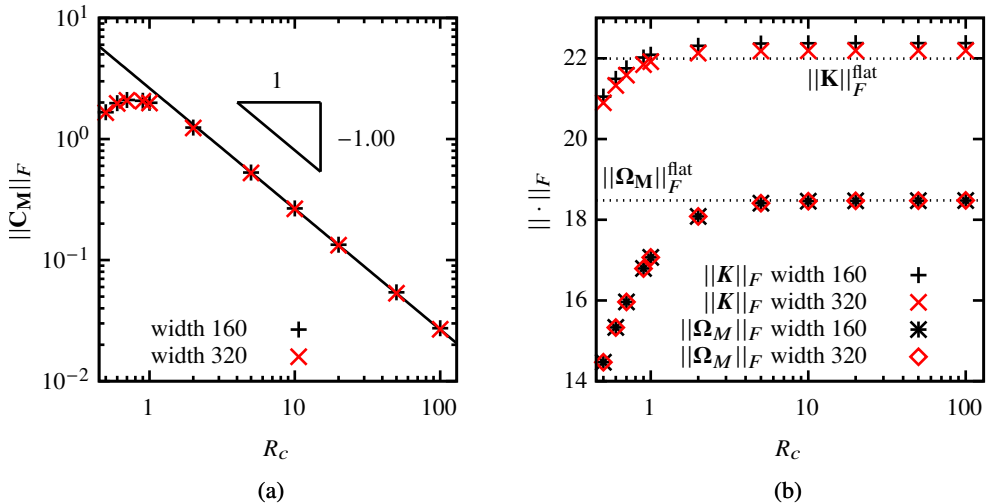 10^1
10^0
10^{-1}
10^{-2}
||C_M||_F
1
−1.00
width 160
width 320
1 10 100
R_c
(a)
22
20
18
16
14
|| · ||_F
||K||_F^{flat}
||Ω_M||_F^{flat}
||K||_F width 160
||K||_F width 320
||Ω_M||_F width 160
||Ω_M||_F width 320
1 10 100
R_c
(b)